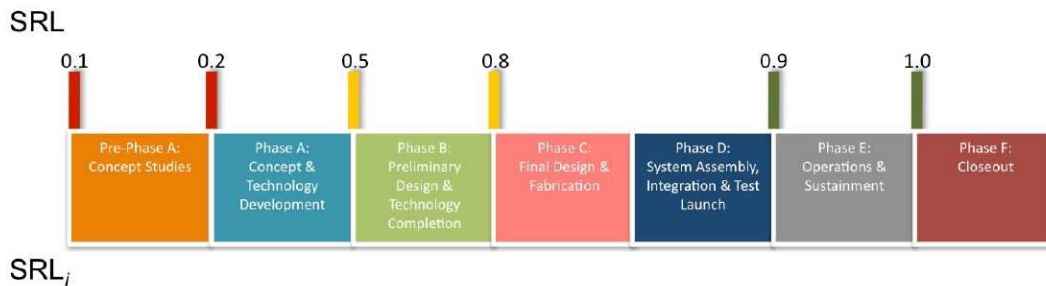 SRL
0.1 0.2 0.5 0.8 0.9 1.0
Pre-Phase A:
Concept Studies
Phase A:
Concept &
Technology
Development
Phase B:
Preliminary
Design &
Technology
Completion
Phase C:
Final Design &
Fabrication
Phase D:
System Assembly,
Integration & Test
Launch
Phase E:
Operations &
Sustainment
Phase F:
Closeout
SRLi